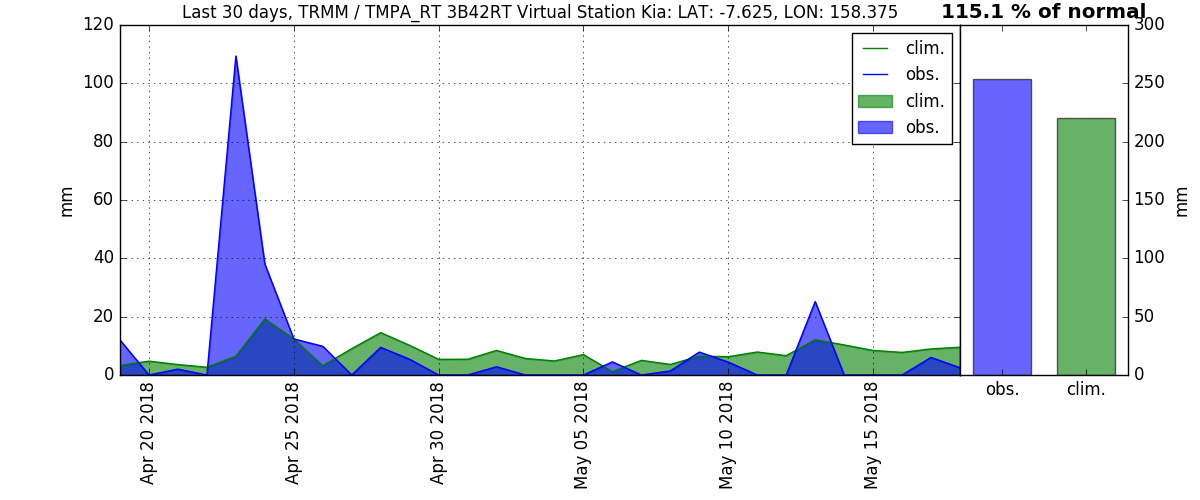 Last 30 days, TRMM / TMPA_RT 3B42RT Virtual Station Kia: LAT: -7.625, LON: 158.375
115.1 % of normal
120
100
80
60
40
20
0
mm
clim.
obs.
clim.
obs.
300
250
200
150
100
50
0
mm
Apr 20 2018
Apr 25 2018
Apr 30 2018
May 05 2018
May 10 2018
May 15 2018
obs.
clim.